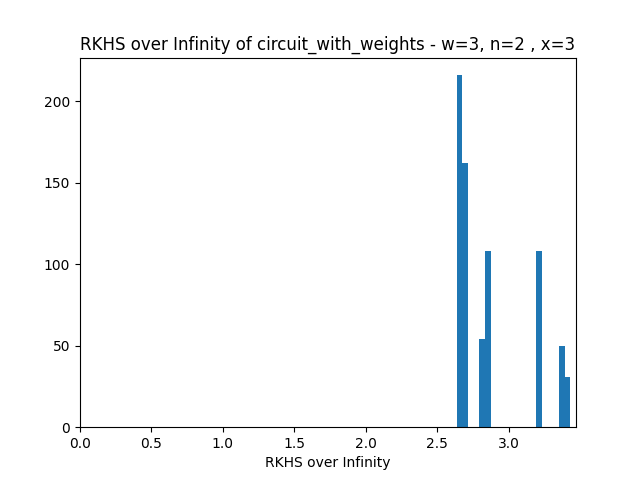 RKHS over Infinity of circuit_with_weights - w=3, n=2 , x=3
200
150
100
50
0
0.0 0.5 1.0 1.5 2.0 2.5 3.0
RKHS over Infinity